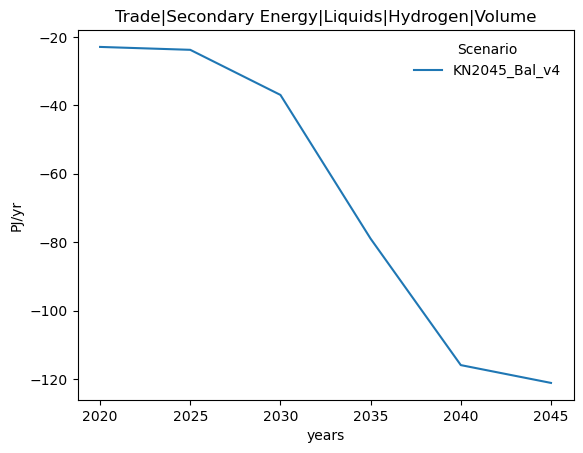 Trade|Secondary Energy|Liquids|Hydrogen|Volume
Scenario
KN2045_Bal_v4
PJ/yr
−20
−40
−60
−80
−100
−120
2020 2025 2030 2035 2040 2045
years